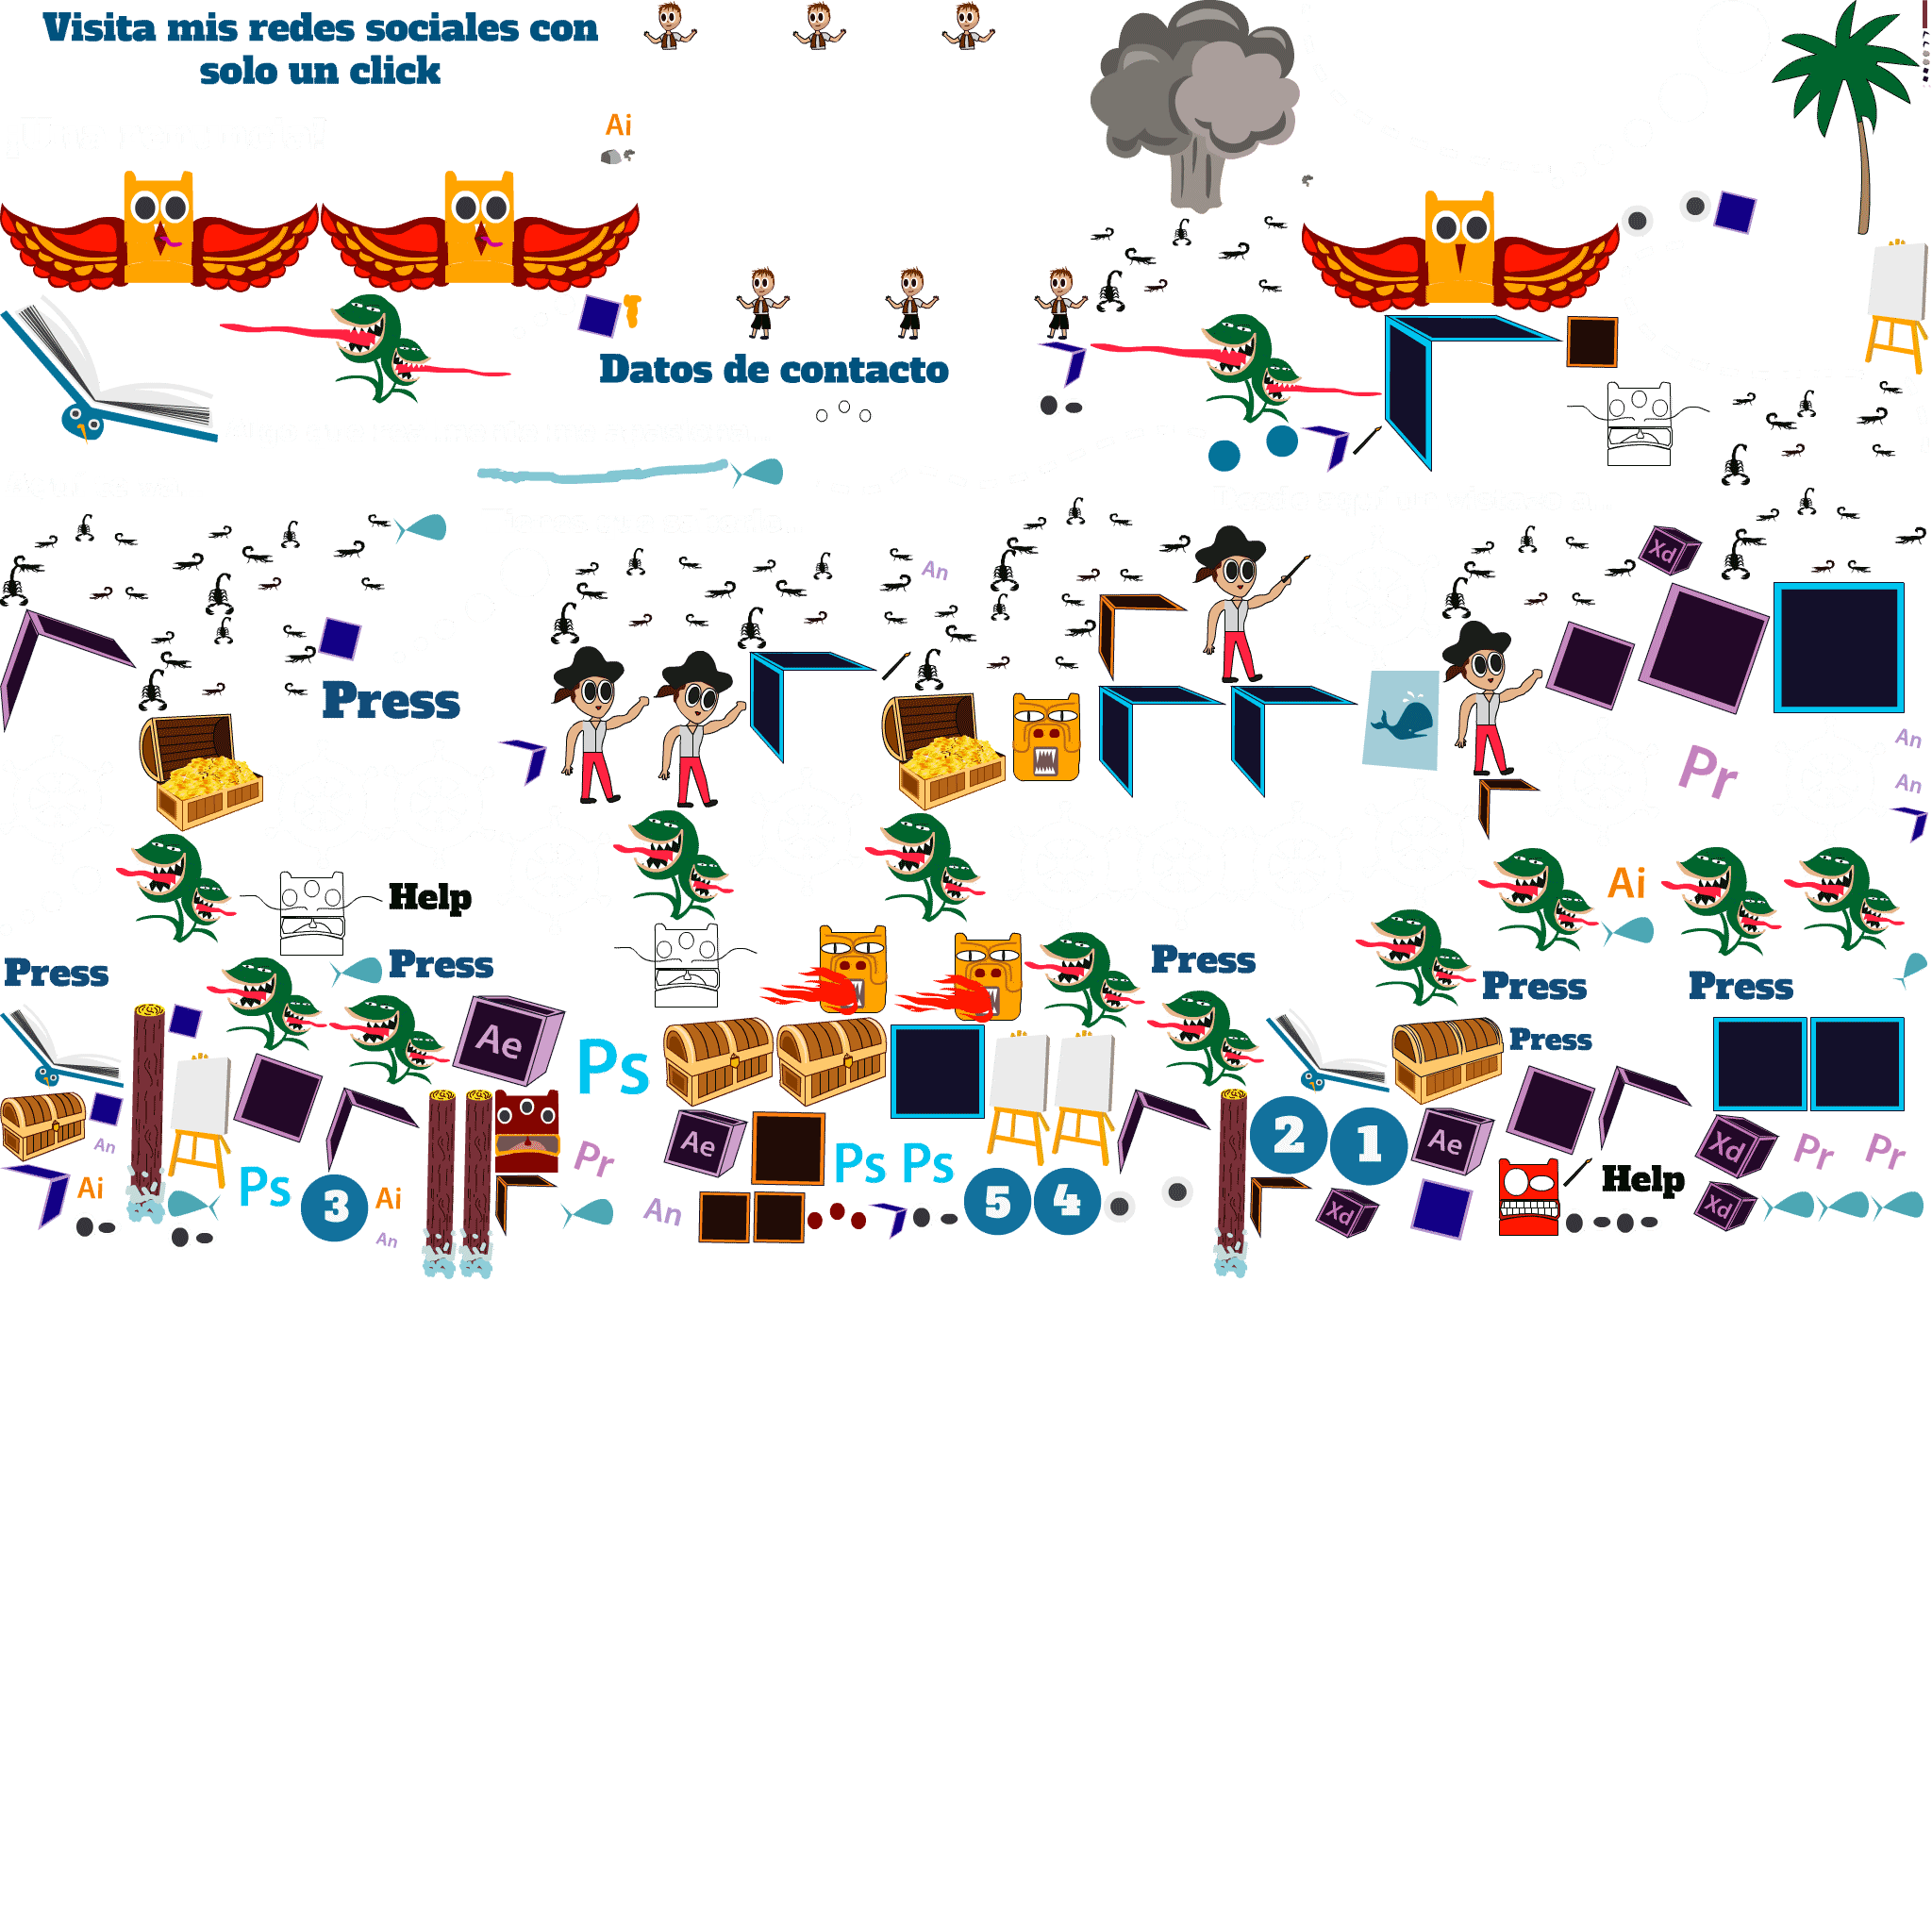 Visita mis redes sociales con
solo un click
Ai
Datos de contacto
An
Xd
Press
An
Pr
An
Ai
Help
Press
Press
Press
Press
Press
Ae
Ps
Press
2
1
An
Ae
Ae
Xd
Pr
Pr
Pr
Ps
Ps
Ai
Ps
3
Ai
Help
An
5
4
Xd
Xd
An